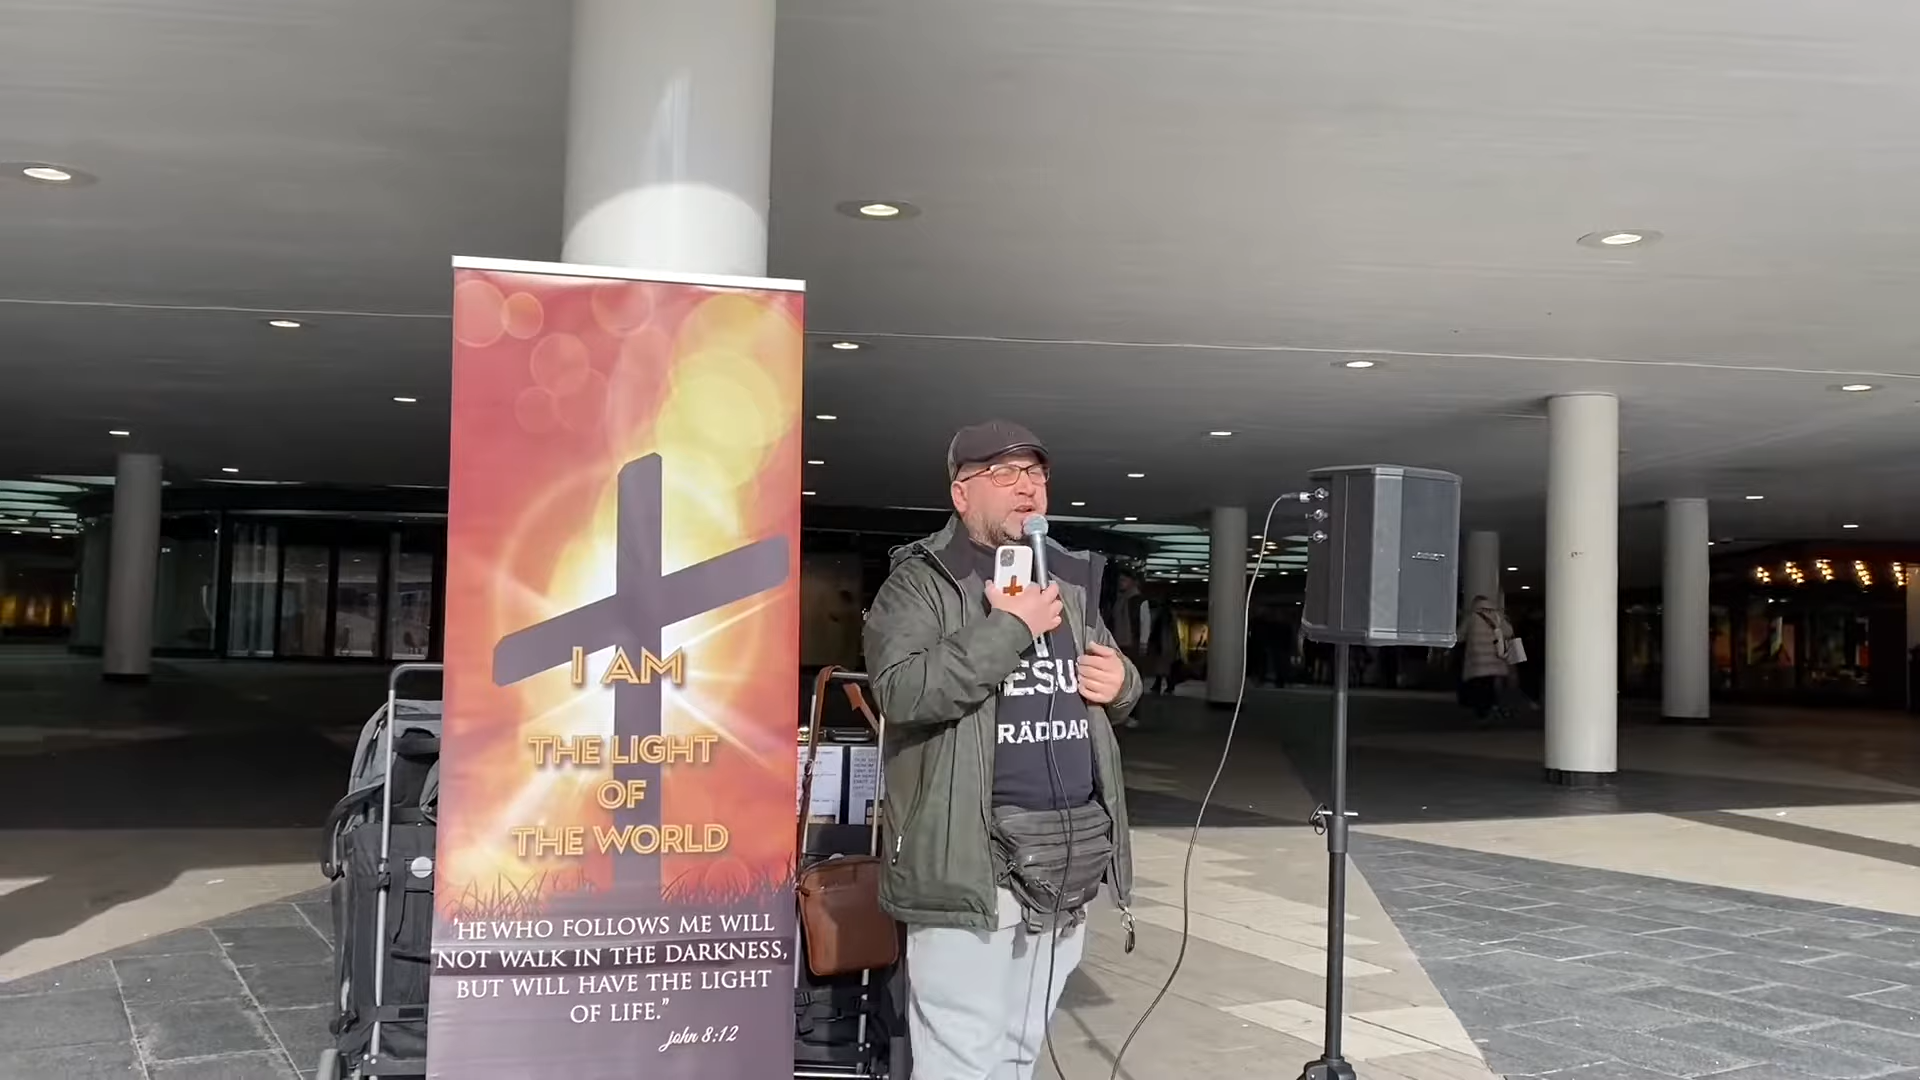 I AM
THE LIGHT
OF
THE WORLD
"HE WHO FOLLOWS ME WILL
NOT WALK IN THE DARKNESS,
BUT WILL HAVE THE LIGHT
OF LIFE."
john 8:12
ESU
RÄDDAR